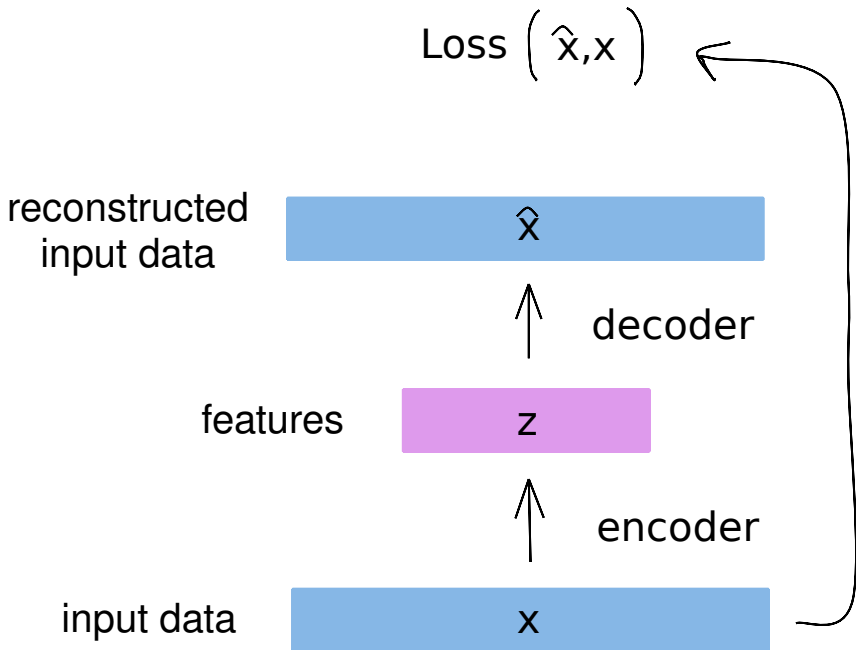 Loss ( x̂,x )
reconstructed
input data
x̂
decoder
features
z
encoder
input data
x